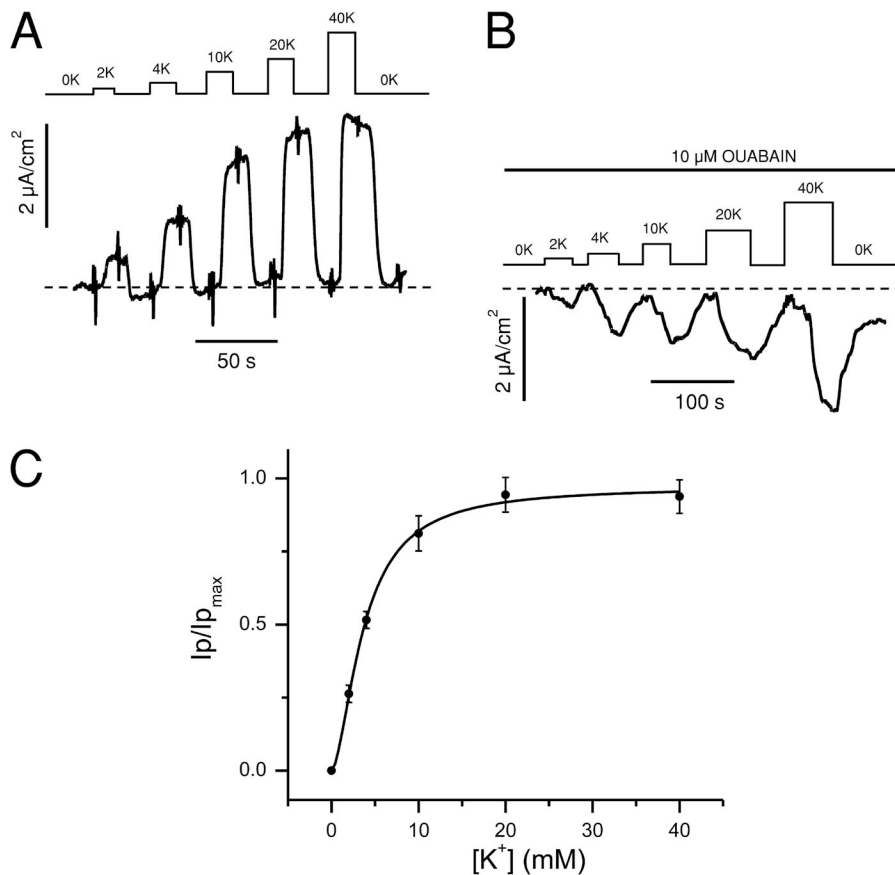 A
0K
2K
4K
10K
20K
40K
0K
2 µA/cm²
50 s
B
10 µM OUABAIN
0K
2K
4K
10K
20K
40K
0K
2 µA/cm²
100 s
C
1.0
0.5
0.0
Ip/Ip_max
0
10
20
30
40
[K⁺] (mM)